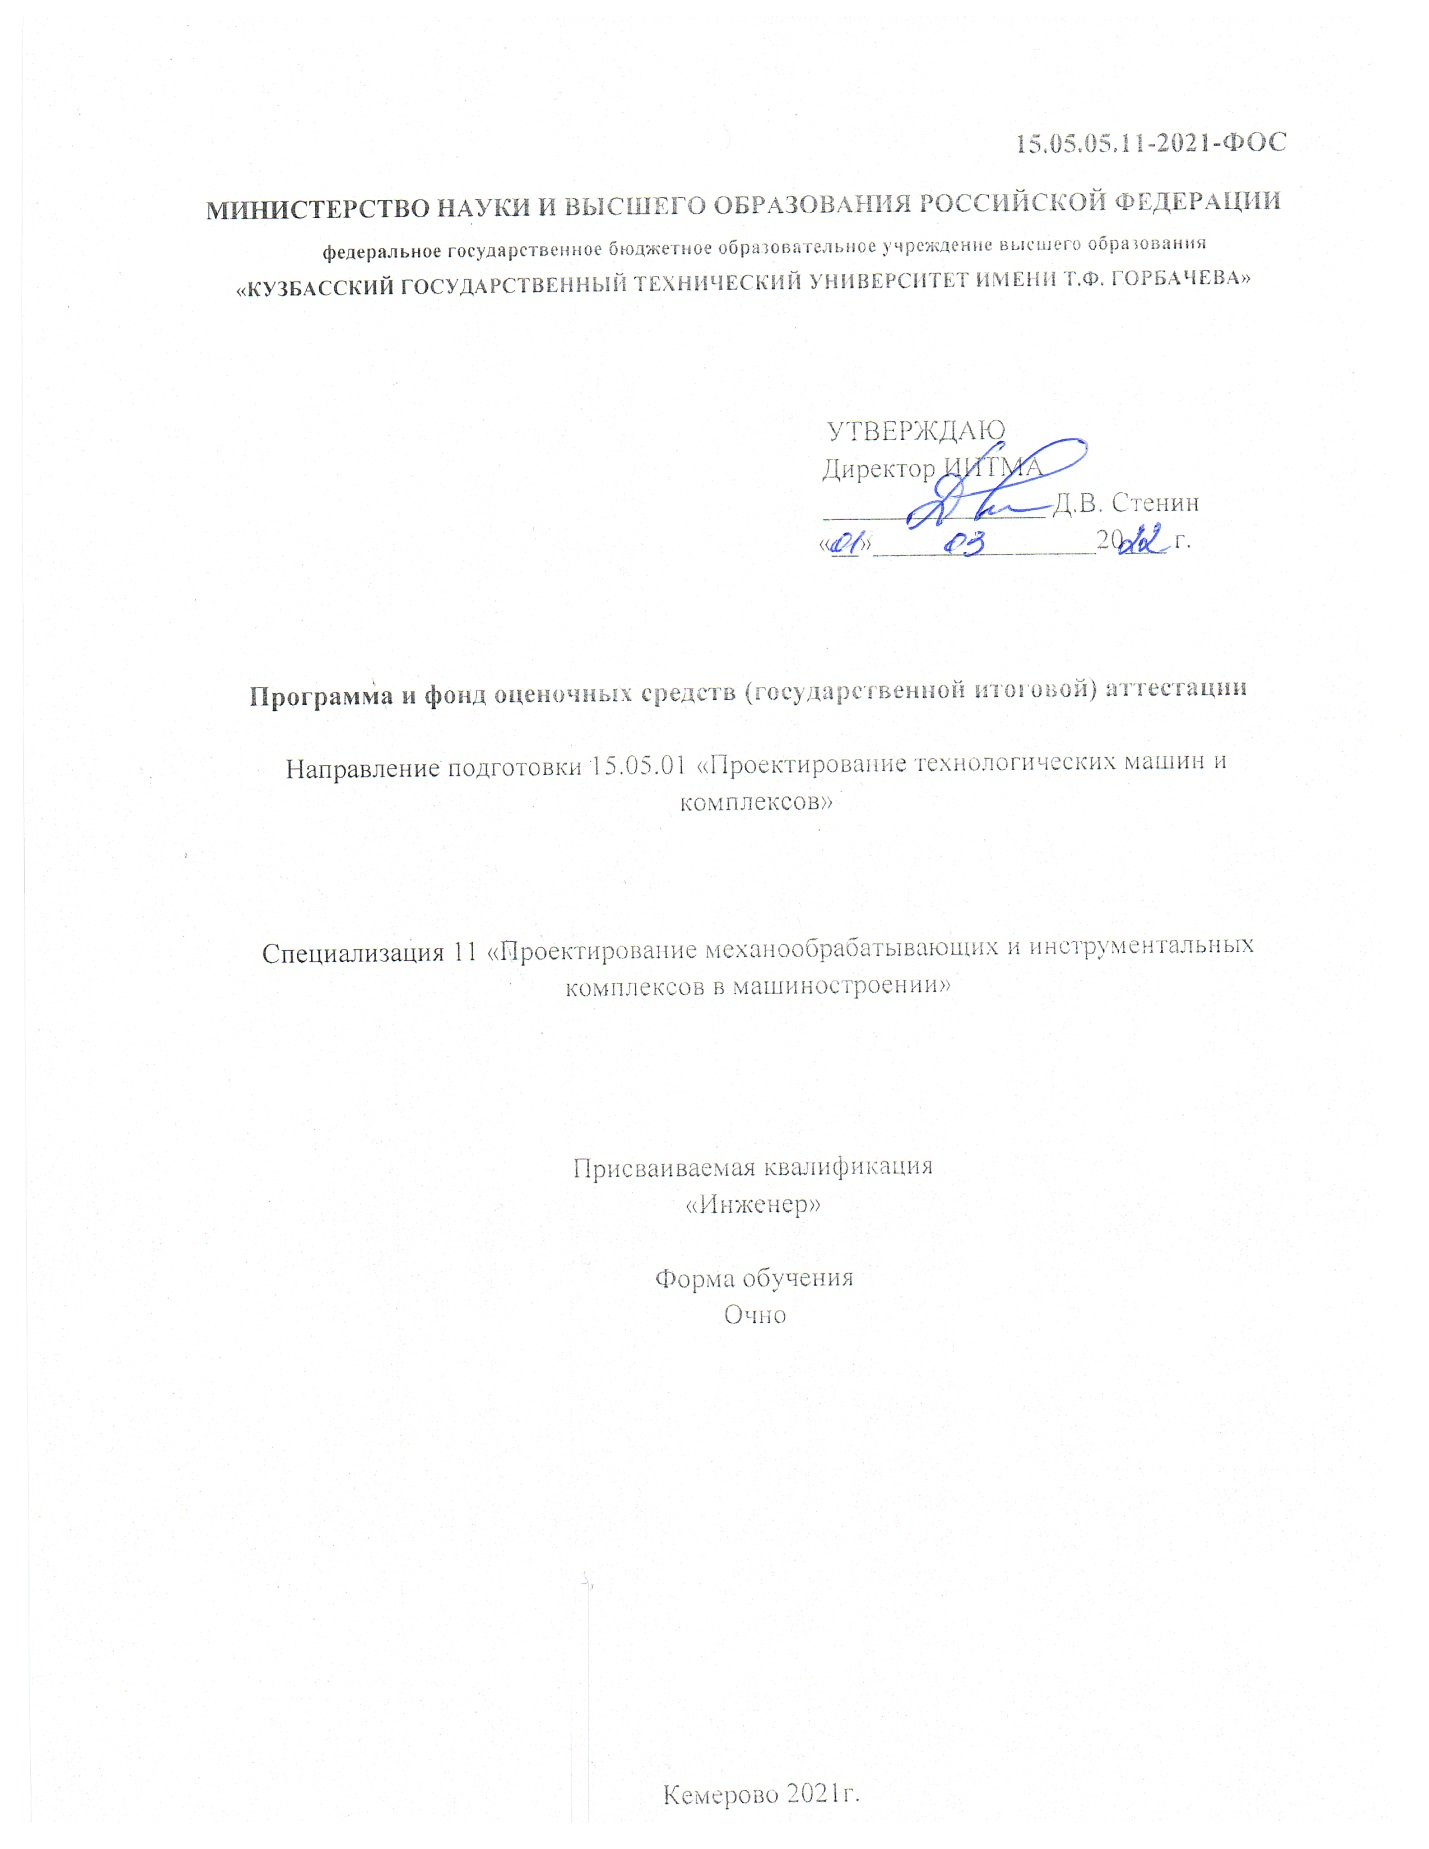 15.05.05.11-2021-ФОС
МИНИСТЕРСТВО НАУКИ И ВЫСШЕГО ОБРАЗОВАНИЯ РОССИЙСКОЙ ФЕДЕРАЦИИ
федеральное государственное бюджетное образовательное учреждение высшего образования
«КУЗБАССКИЙ ГОСУДАРСТВЕННЫЙ ТЕХНИЧЕСКИЙ УНИВЕРСИТЕТ ИМЕНИ Т.Ф. ГОРБАЧЕВА»
УТВЕРЖДАЮ
Директор ИИТМА
Д.В. Стенин
«01» 03 2022 г.
Программа и фонд оценочных средств (государственной итоговой) аттестации
Направление подготовки 15.05.01 «Проектирование технологических машин и
комплексов»
Специализация 11 «Проектирование механообрабатывающих и инструментальных
комплексов в машиностроении»
Присваиваемая квалификация
«Инженер»
Форма обучения
Очно
Кемерово 2021г.